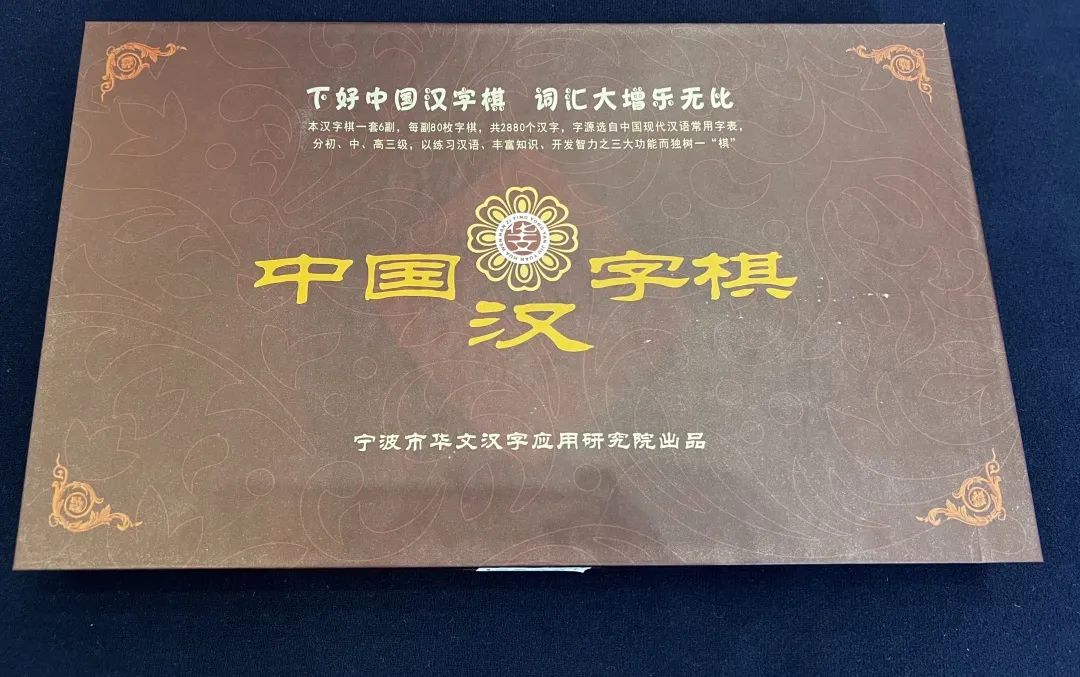 下好中国汉字棋 词汇大增乐无比
本汉字棋一套6副，每副80枚字棋，共2880个汉字，字源选自中国现代汉语常用字表，
分初、中、高三级，以练习汉语、丰富知识、开发智力之三大功能而独树一“棋”
华文
中国汉字棋
宁波市华文汉字应用研究院出品